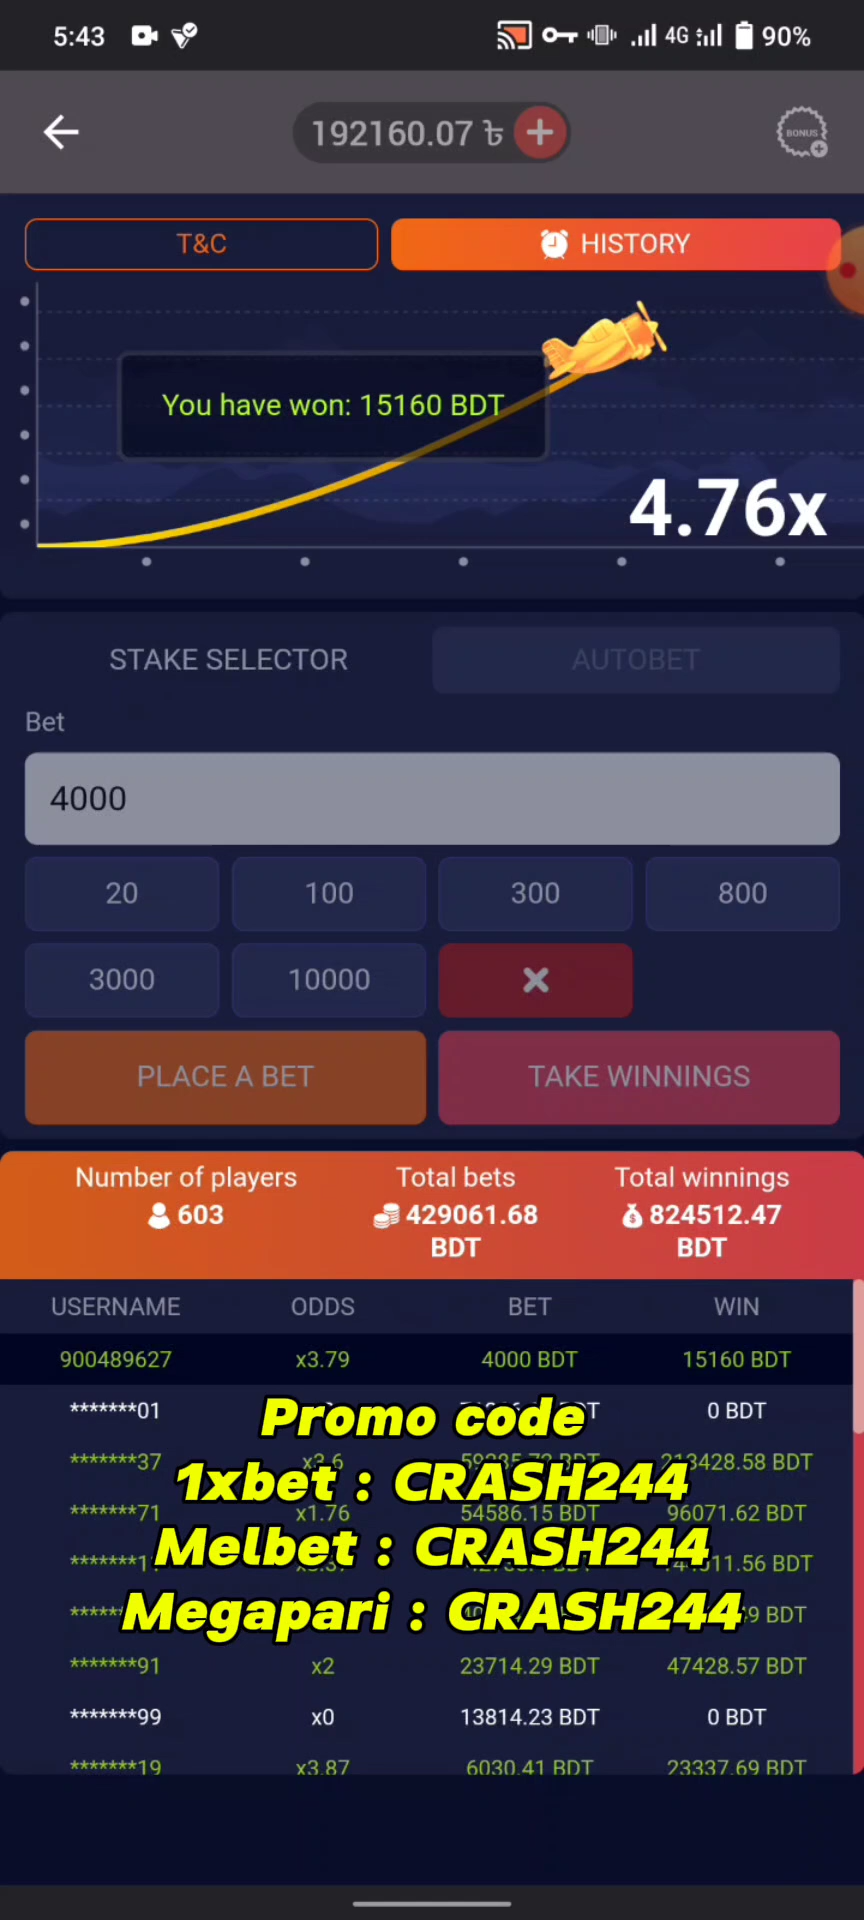 5:43 4G 90%
192160.07 ৳ +
BONUS
T&C HISTORY
You have won: 15160 BDT
4.76x
STAKE SELECTOR AUTOBET
Bet
4000
20 100 300 800
3000 10000
PLACE A BET TAKE WINNINGS
Number of players Total bets Total winnings
603 429061.68 824512.47
BDT BDT
USERNAME ODDS BET WIN
900489627 x3.79 4000 BDT 15160 BDT
*******01 0 BDT
Promo code
*******37 x3.6 213428.58 BDT
1xbet : CRASH244
*******71 x1.76 54586.15 BDT 96071.62 BDT
Melbet : CRASH244
Megapari : CRASH244
*******91 x2 23714.29 BDT 47428.57 BDT
*******99 x0 13814.23 BDT 0 BDT
*******19 x3.87 6030.41 BDT 23337.69 BDT